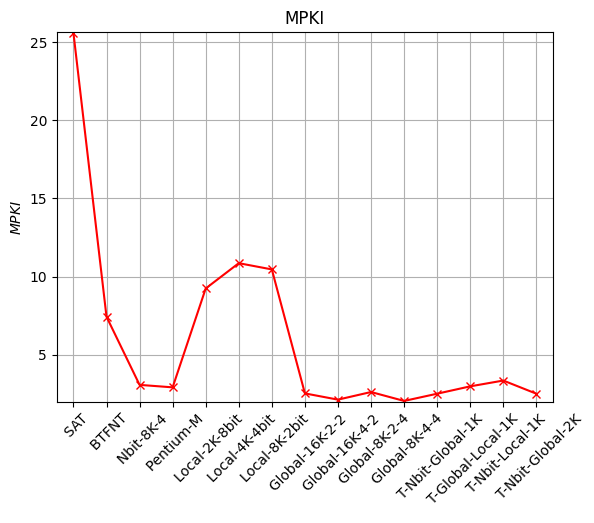 MPKI
25
20
15
10
5
MPKI
SAT
BTFNT
Nbit-8K-4
Pentium-M
Local-2K-8bit
Local-4K-4bit
Local-8K-2bit
Global-16K-2-2
Global-16K-4-2
Global-8K-2-4
Global-8K-4-4
T-Nbit-Global-1K
T-Global-Local-1K
T-Nbit-Local-1K
T-Nbit-Global-2K